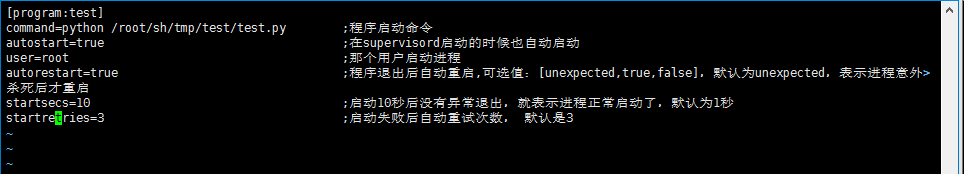 [program:test]
command=python /root/sh/tmp/test/test.py ;程序启动命令
autostart=true ;在supervisord启动的时候也自动启动
user=root ;那个用户启动进程
autorestart=true ;程序退出后自动重启,可选值：[unexpected,true,false]，默认为unexpected，表示进程意外>
杀死后才重启
startsecs=10 ;启动10秒后没有异常退出，就表示进程正常启动了，默认为1秒
startretries=3 ;启动失败后自动重试次数， 默认是3
~
~
~